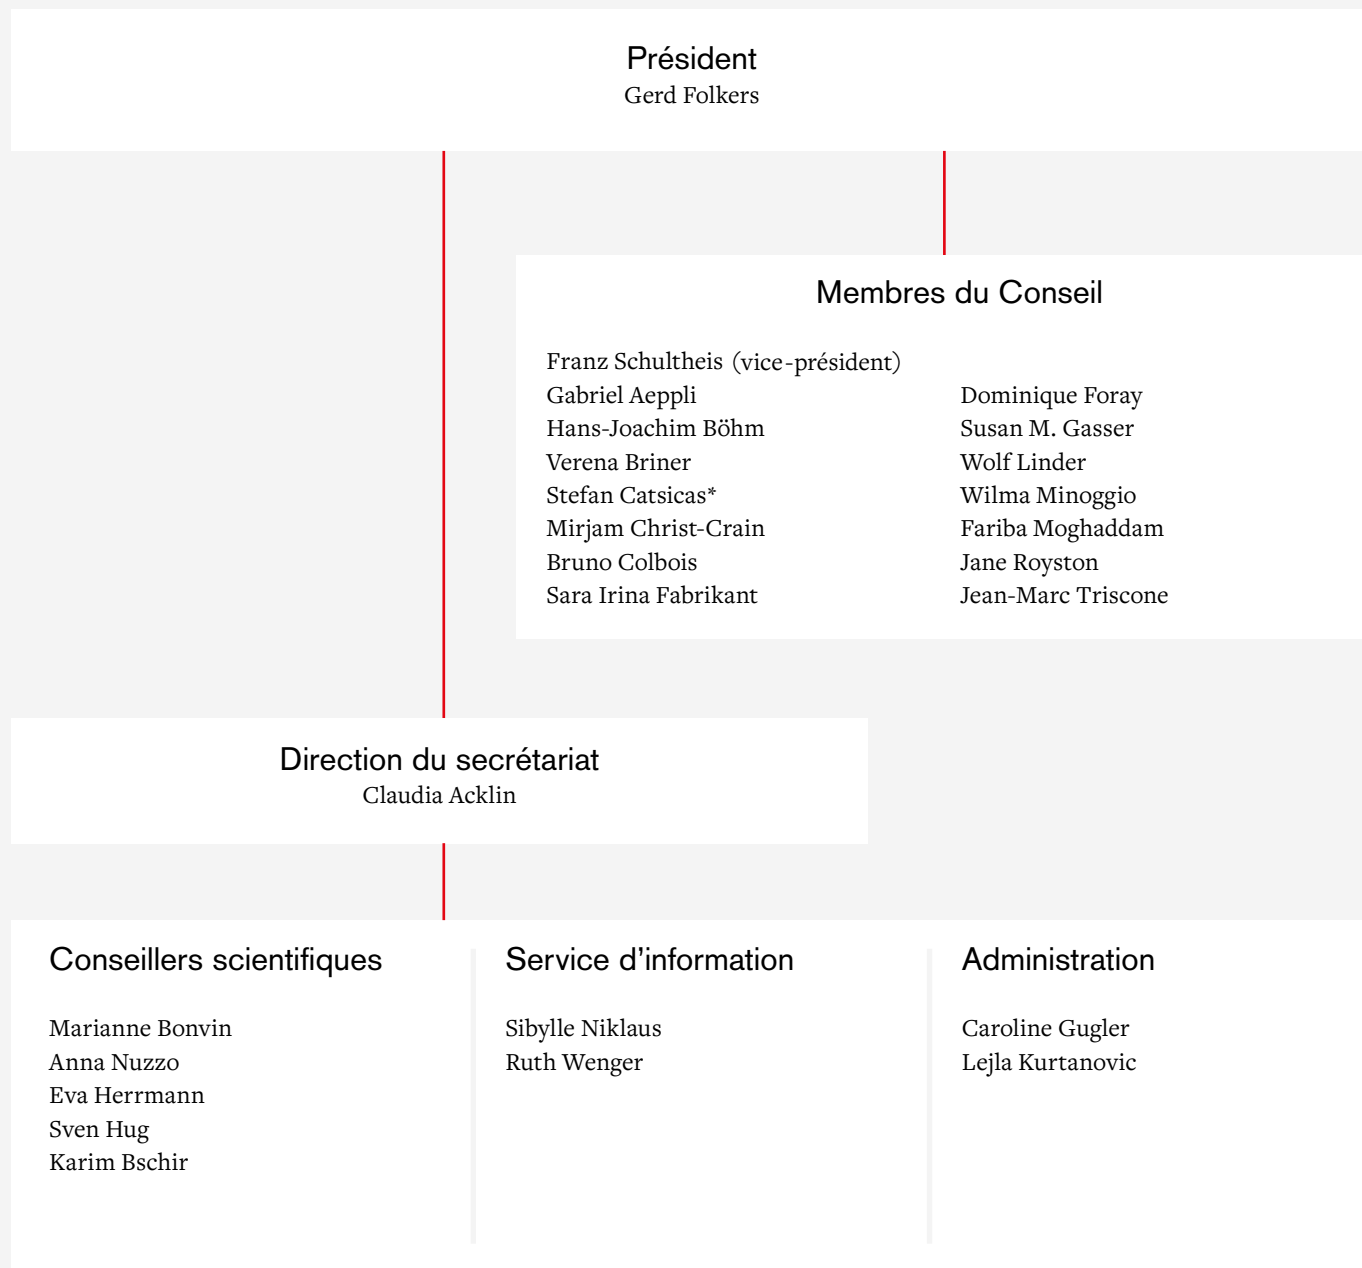 Président
Gerd Folkers
Membres du Conseil
Franz Schultheis (vice-président)
Gabriel Aeppli
Hans-Joachim Böhm
Verena Briner
Stefan Catsicas*
Mirjam Christ-Crain
Bruno Colbois
Sara Irina Fabrikant
Dominique Foray
Susan M. Gasser
Wolf Linder
Wilma Minoggio
Fariba Moghaddam
Jane Royston
Jean-Marc Triscone
Direction du secrétariat
Claudia Acklin
Conseillers scientifiques
Marianne Bonvin
Anna Nuzzo
Eva Herrmann
Sven Hug
Karim Bschir
Service d’information
Sibylle Niklaus
Ruth Wenger
Administration
Caroline Gugler
Lejla Kurtanovic